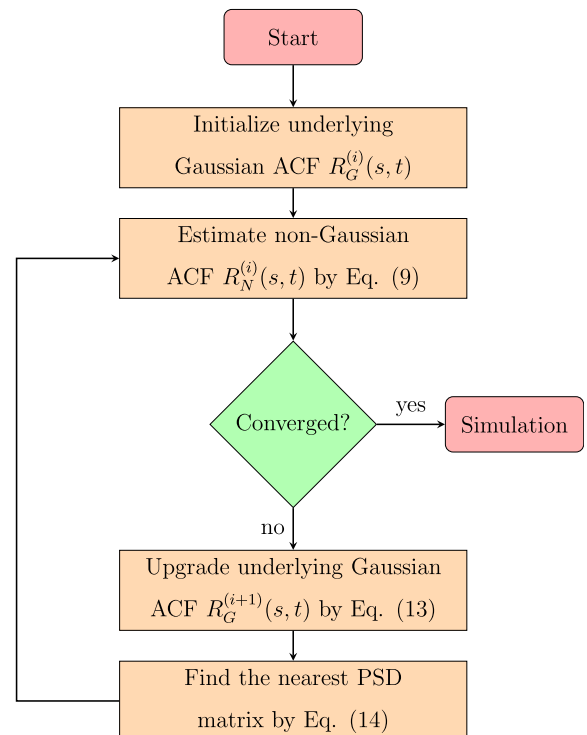 Start
Initialize underlying
Gaussian ACF $R_G^{(i)}(s,t)$
Estimate non-Gaussian
ACF $R_N^{(i)}(s,t)$ by Eq. (9)
Converged?
yes
Simulation
no
Upgrade underlying Gaussian
ACF $R_G^{(i+1)}(s,t)$ by Eq. (13)
Find the nearest PSD
matrix by Eq. (14)